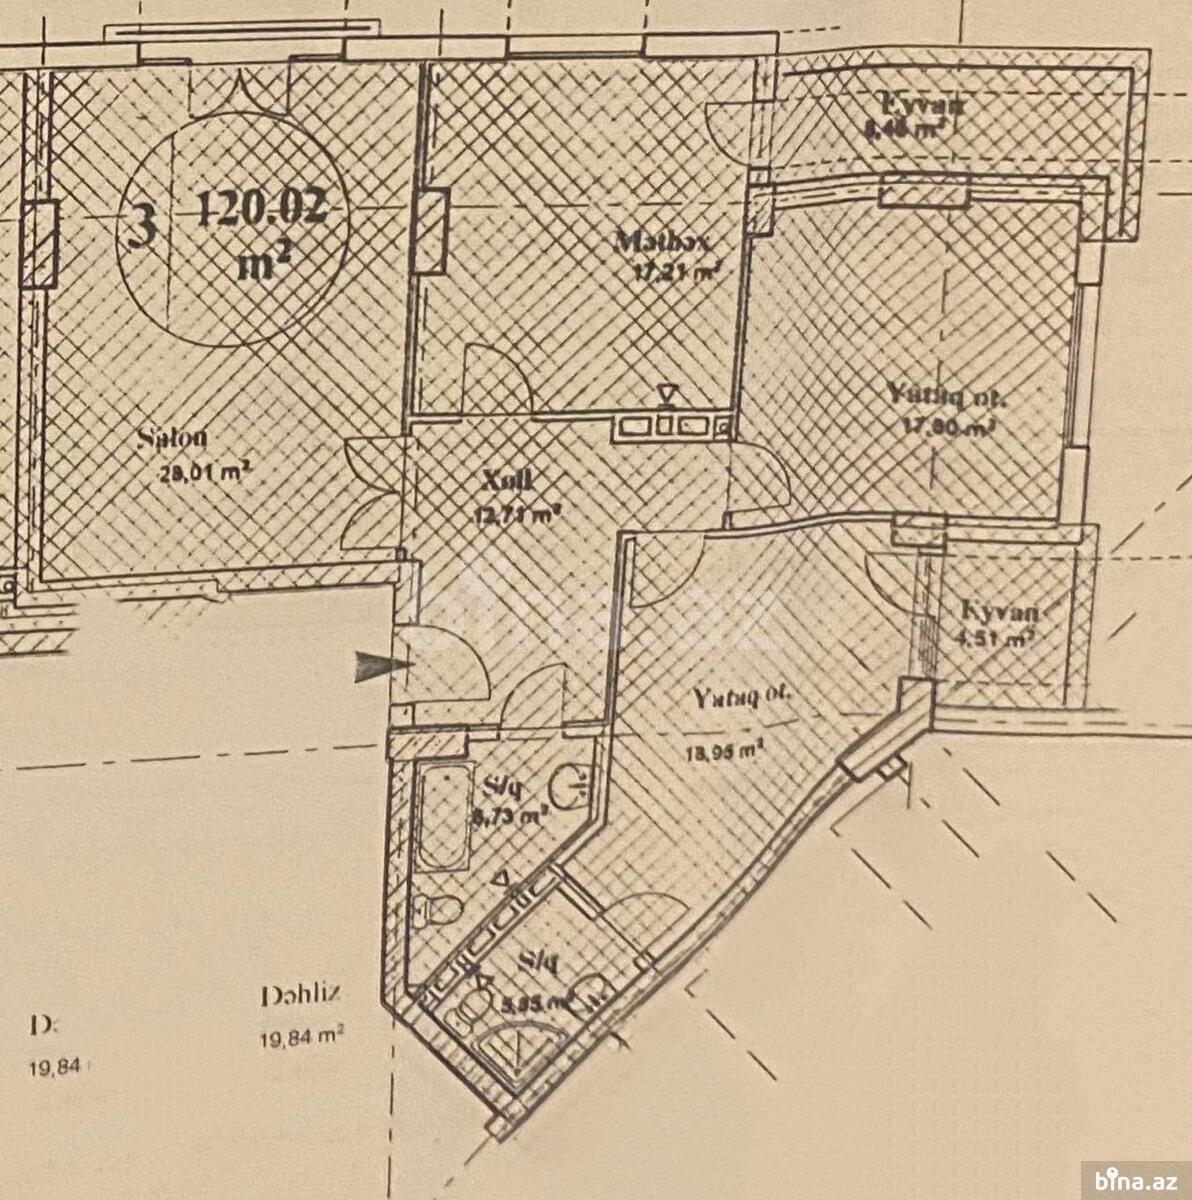 Eyvan
8,48 m²
3
120.02
m²
Mətbəx
17,21 m²
Yataq ot.
17,80 m²
Salon
28,01 m²
Xoll
12,71 m²
Eyvan
4,51 m²
Yataq ot.
18,95 m²
S/q
6,73 m²
S/q
5,85 m²
Dəhliz
19,84 m²
D:
19,84
bina.az
bina.az